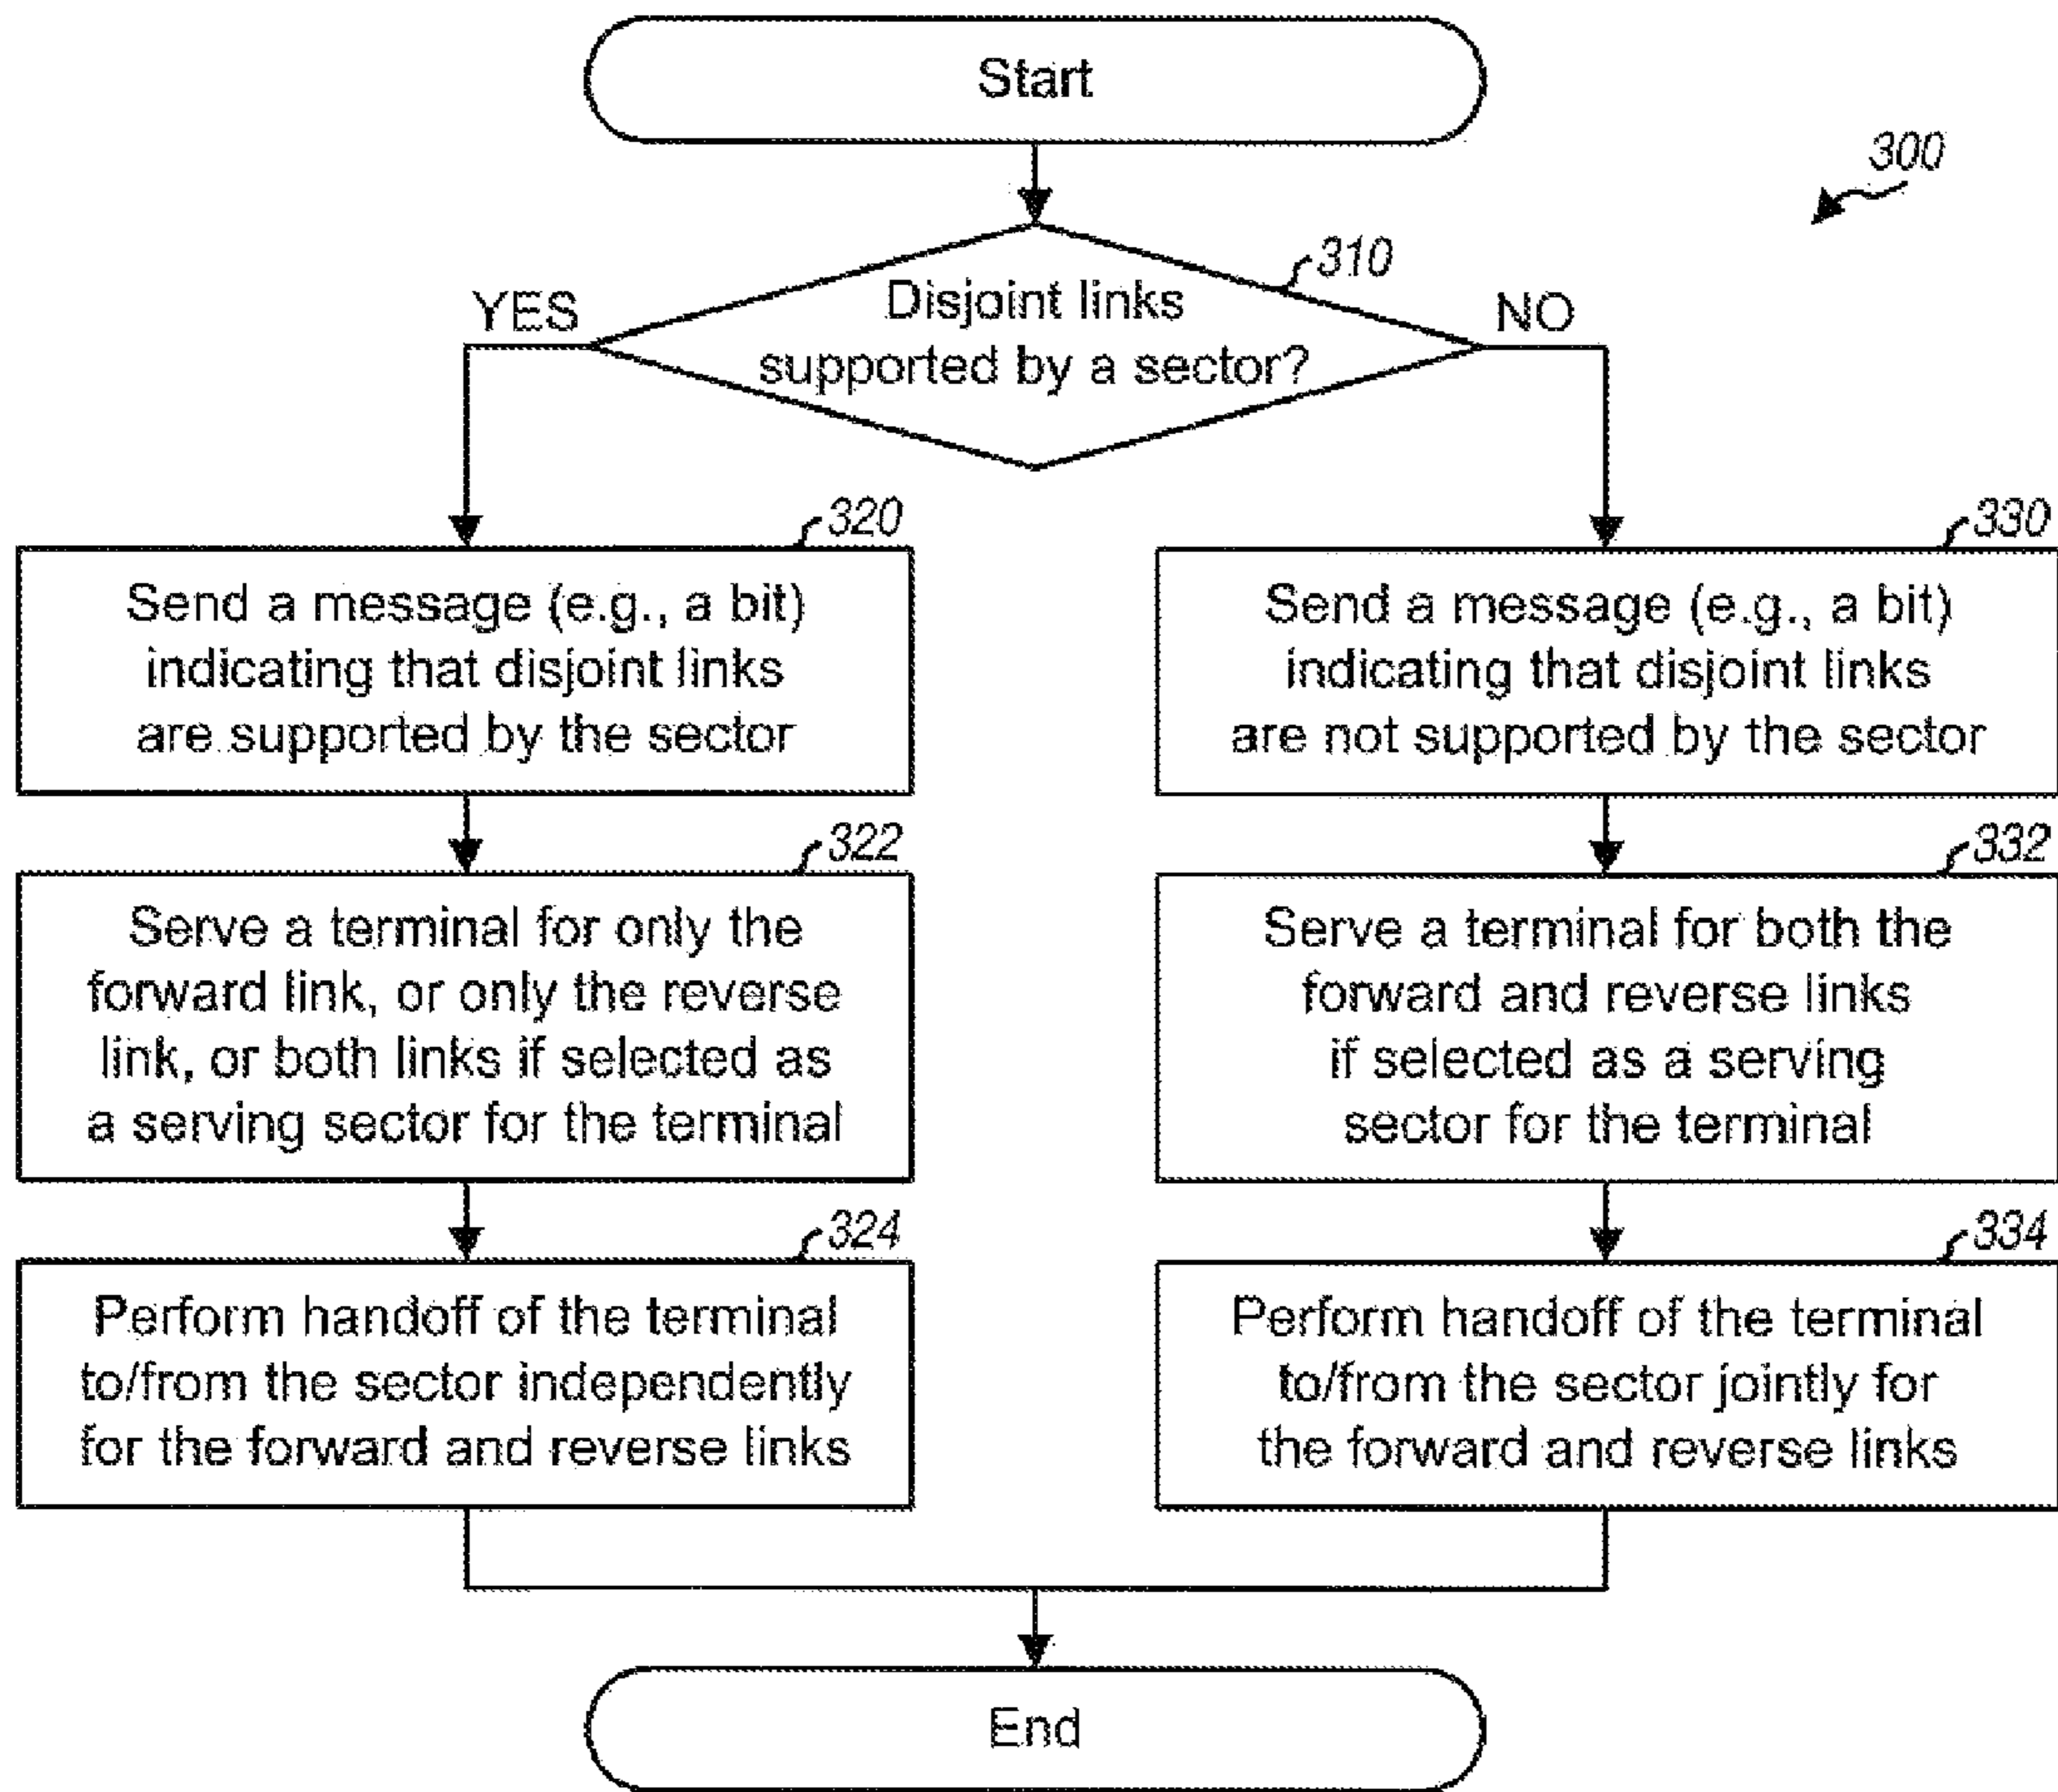 Start
300
310
Disjoint links
supported by a sector?
YES
NO
320
Send a message (e.g., a bit)
indicating that disjoint links
are supported by the sector
322
Serve a terminal for only the
forward link, or only the reverse
link, or both links if selected as
a serving sector for the terminal
324
Perform handoff of the terminal
to/from the sector independently
for the forward and reverse links
330
Send a message (e.g., a bit)
indicating that disjoint links
are not supported by the sector
332
Serve a terminal for both the
forward and reverse links
if selected as a serving
sector for the terminal
334
Perform handoff of the terminal
to/from the sector jointly for
the forward and reverse links
End